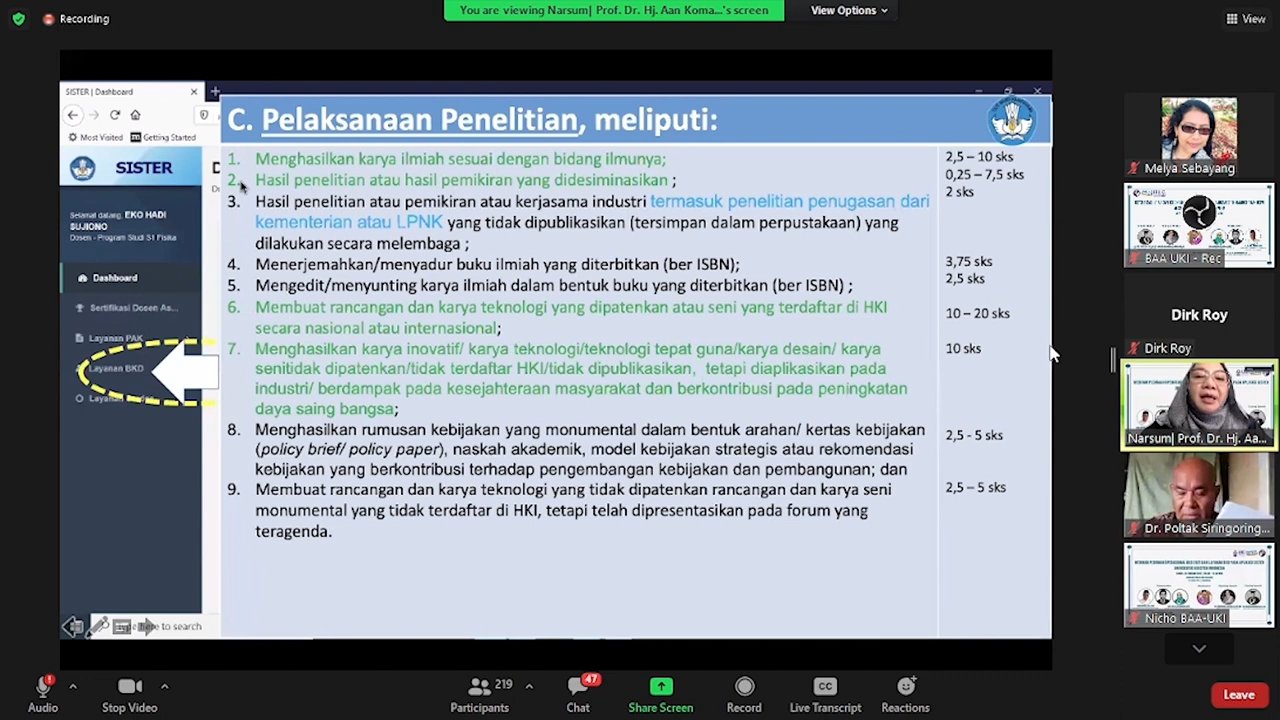 Recording
You are viewing Narsum| Prof. Dr. Hj. Aan Koma...'s screen
View Options
View
SISTER | Dashboard
Most Visited
Getting Started
SISTER
Selamat datang, EKO HADI
SUJIONO
Dosen - Program Studi S1 Fisika
Dashboard
Sertifikasi Dosen As...
Layanan PAK
Layanan BKD
C. Pelaksanaan Penelitian, meliputi:
1. Menghasilkan karya ilmiah sesuai dengan bidang ilmunya;
2,5 – 10 sks
2. Hasil penelitian atau hasil pemikiran yang didesiminasikan ;
0,25 – 7,5 sks
3. Hasil penelitian atau pemikiran atau kerjasama industri termasuk penelitian penugasan dari
2 sks
kementerian atau LPNK yang tidak dipublikasikan (tersimpan dalam perpustakaan) yang
dilakukan secara melembaga ;
4. Menerjemahkan/menyadur buku ilmiah yang diterbitkan (ber ISBN);
3,75 sks
5. Mengedit/menyunting karya ilmiah dalam bentuk buku yang diterbitkan (ber ISBN) ;
2,5 sks
6. Membuat rancangan dan karya teknologi yang dipatenkan atau seni yang terdaftar di HKI
secara nasional atau internasional;
10 – 20 sks
7. Menghasilkan karya inovatif/ karya teknologi/teknologi tepat guna/karya desain/ karya
10 sks
senitidak dipatenkan/tidak terdaftar HKI/tidak dipublikasikan, tetapi diaplikasikan pada
industri/ berdampak pada kesejahteraan masyarakat dan berkontribusi pada peningkatan
daya saing bangsa;
8. Menghasilkan rumusan kebijakan yang monumental dalam bentuk arahan/ kertas kebijakan
2,5 - 5 sks
(policy brief/ policy paper), naskah akademik, model kebijakan strategis atau rekomendasi
kebijakan yang berkontribusi terhadap pengembangan kebijakan dan pembangunan; dan
9. Membuat rancangan dan karya teknologi yang tidak dipatenkan rancangan dan karya seni
2,5 – 5 sks
monumental yang tidak terdaftar di HKI, tetapi telah dipresentasikan pada forum yang
teragenda.
here to search
Melya Sebayang
BAA UKI - Rec
Dirk Roy
Dirk Roy
Narsum| Prof. Dr. Hj. Aa...
Dr. Poltak Siringoring...
Nicho BAA-UKI
Audio
Stop Video
219
Participants
47
Chat
Share Screen
Record
CC
Live Transcript
Reactions
Leave